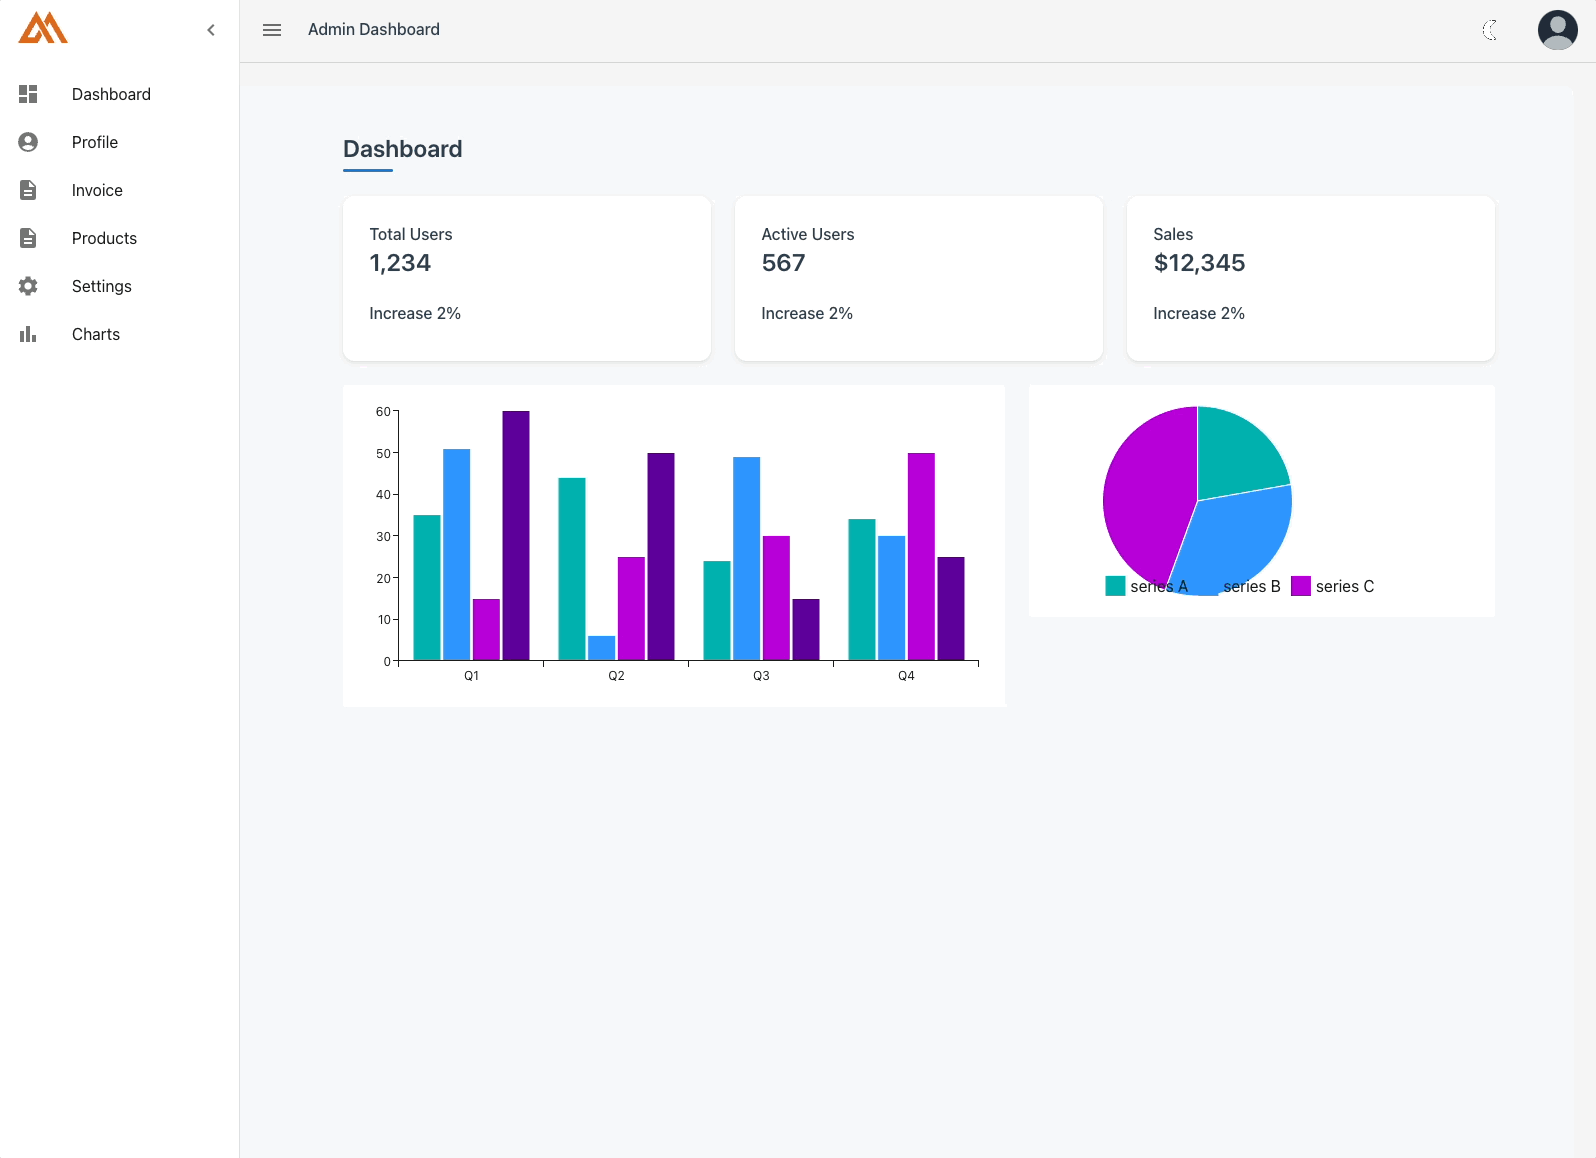 Admin Dashboard
Dashboard
Profile
Invoice
Products
Settings
Charts
Dashboard
Total Users
1,234
Increase 2%
Active Users
567
Increase 2%
Sales
$12,345
Increase 2%
60
50
40
30
20
10
0
Q1 Q2 Q3 Q4
series A series B series C